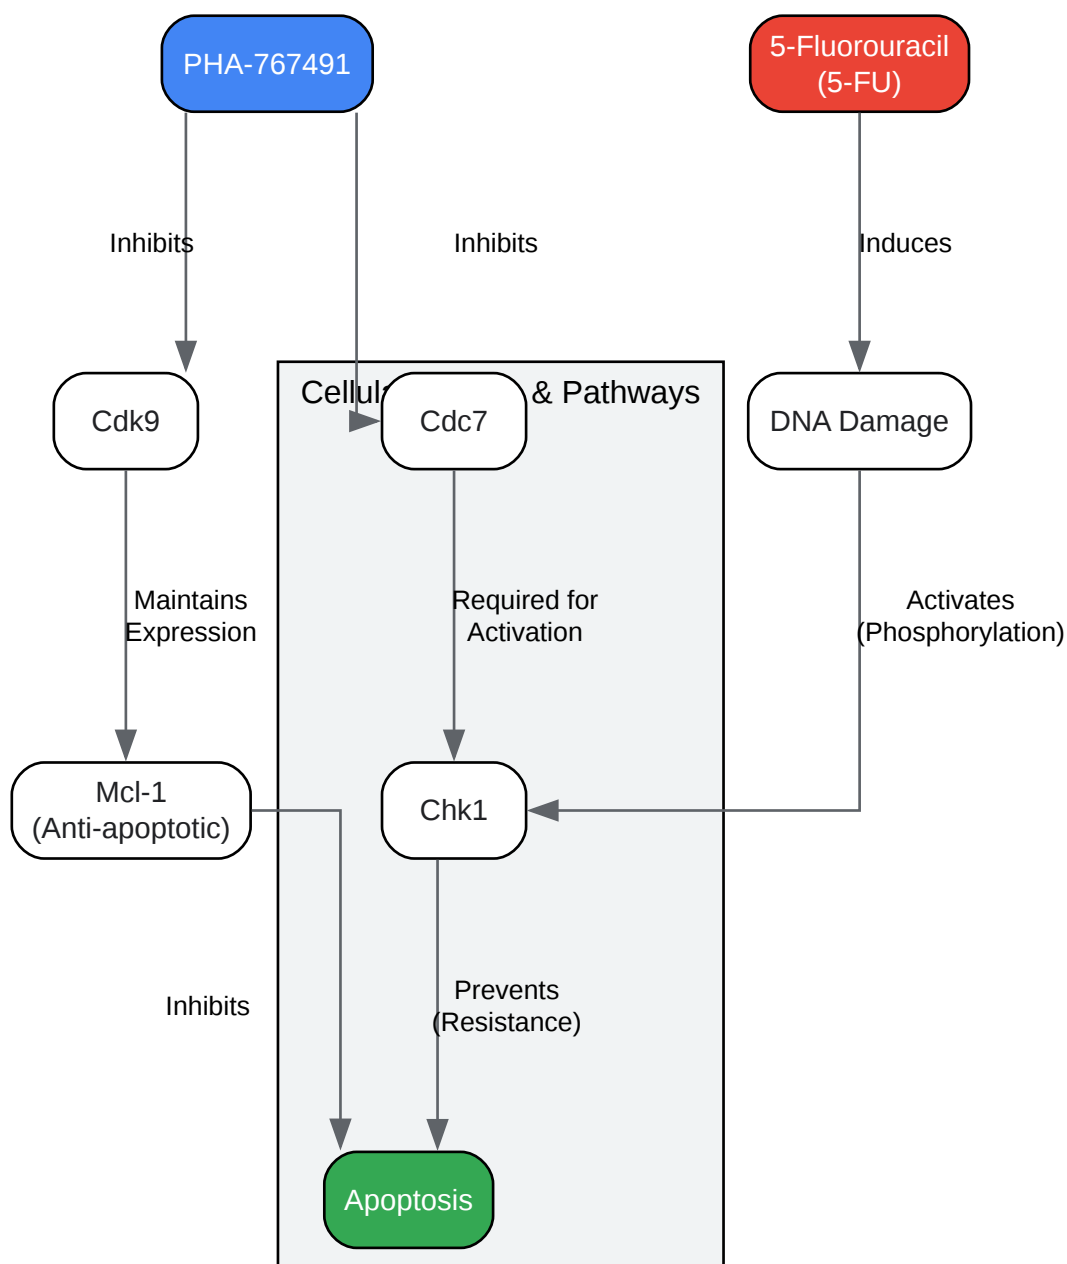 PHA-767491
5-Fluorouracil
(5-FU)
Inhibits
Inhibits
Induces
& Pathways
Cdk9
Cdc7
DNA Damage
Maintains
Expression
Required for
Activation
Activates
(Phosphorylation)
Mcl-1
(Anti-apoptotic)
Chk1
Inhibits
Prevents
(Resistance)
Apoptosis